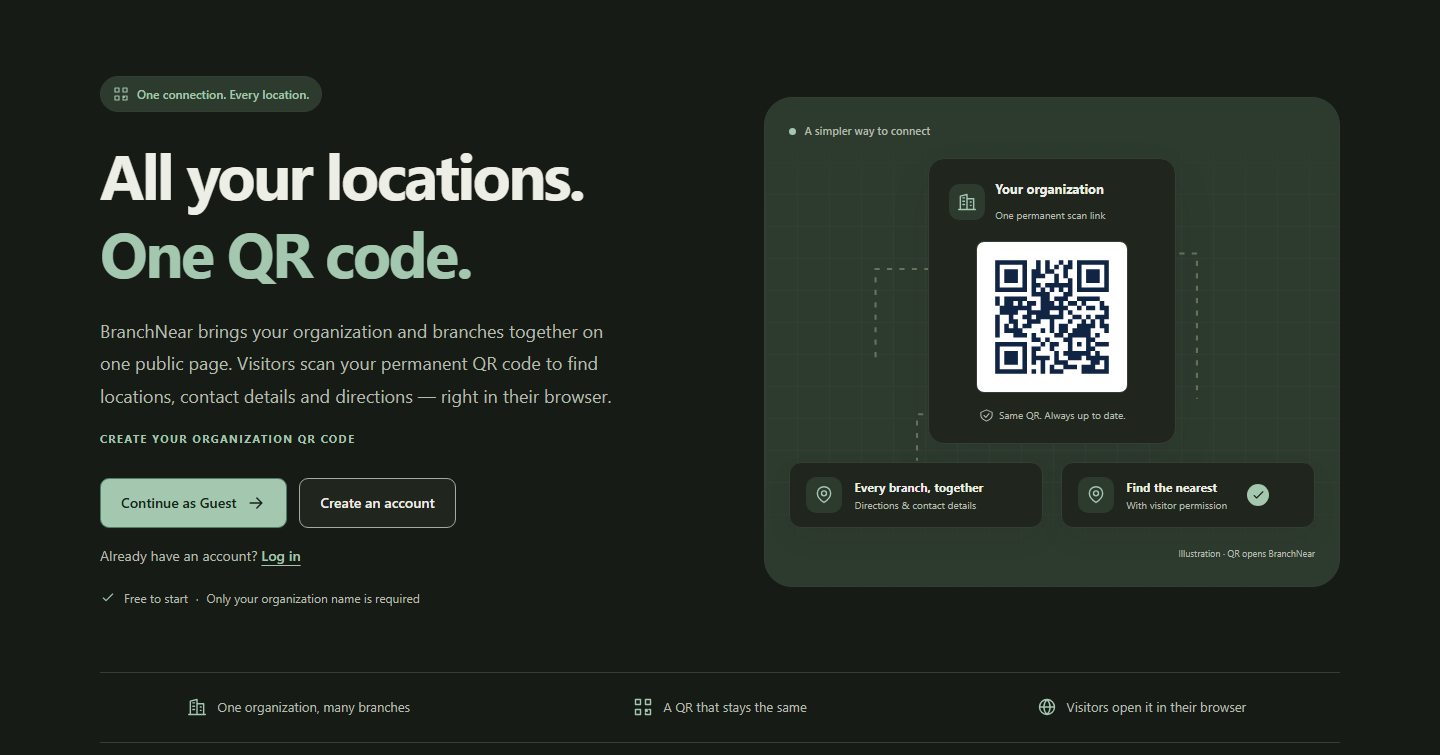 One connection. Every location.
All your locations.
One QR code.
BranchNear brings your organization and branches together on
one public page. Visitors scan your permanent QR code to find
locations, contact details and directions — right in their browser.
CREATE YOUR ORGANIZATION QR CODE
Continue as Guest
Create an account
Already have an account? Log in
Free to start · Only your organization name is required
A simpler way to connect
Your organization
One permanent scan link
Same QR. Always up to date.
Every branch, together
Directions & contact details
Find the nearest
With visitor permission
Illustration · QR opens BranchNear
One organization, many branches
A QR that stays the same
Visitors open it in their browser